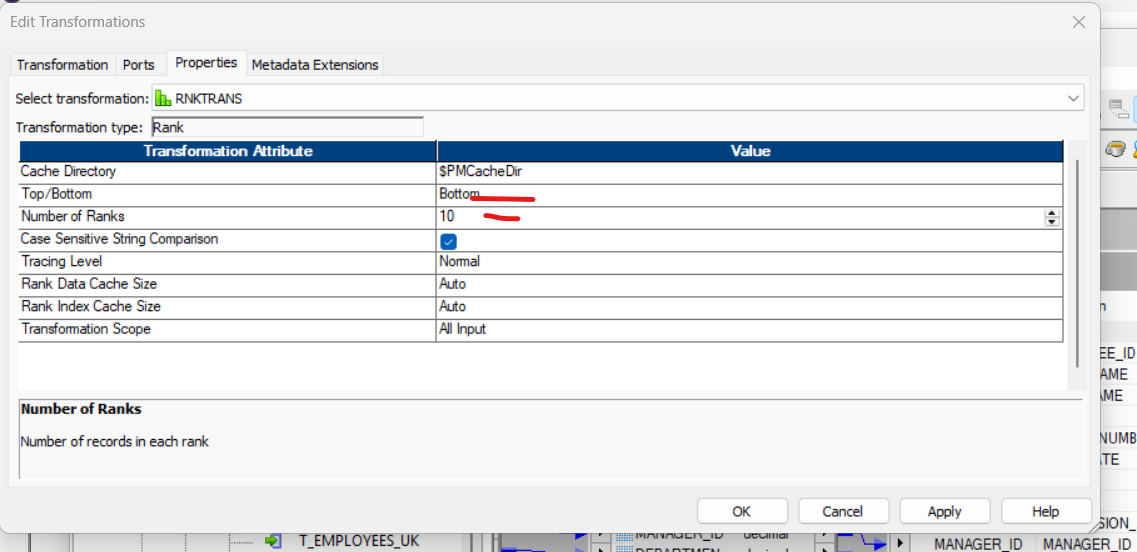 Edit Transformations
Transformation Ports Properties Metadata Extensions
Select transformation: RNKTRANS
Transformation type: Rank
Transformation Attribute Value
Cache Directory $PMCacheDir
Top/Bottom Bottom
Number of Ranks 10
Case Sensitive String Comparison
Tracing Level Normal
Rank Data Cache Size Auto
Rank Index Cache Size Auto
Transformation Scope All Input
Number of Ranks
Number of records in each rank
OK Cancel Apply Help
EE_ID
AME
AME
NUMB
ATE
SION_
T_EMPLOYEES_UK MANAGER_ID decimal MANAGER_ID MANAGER_ID